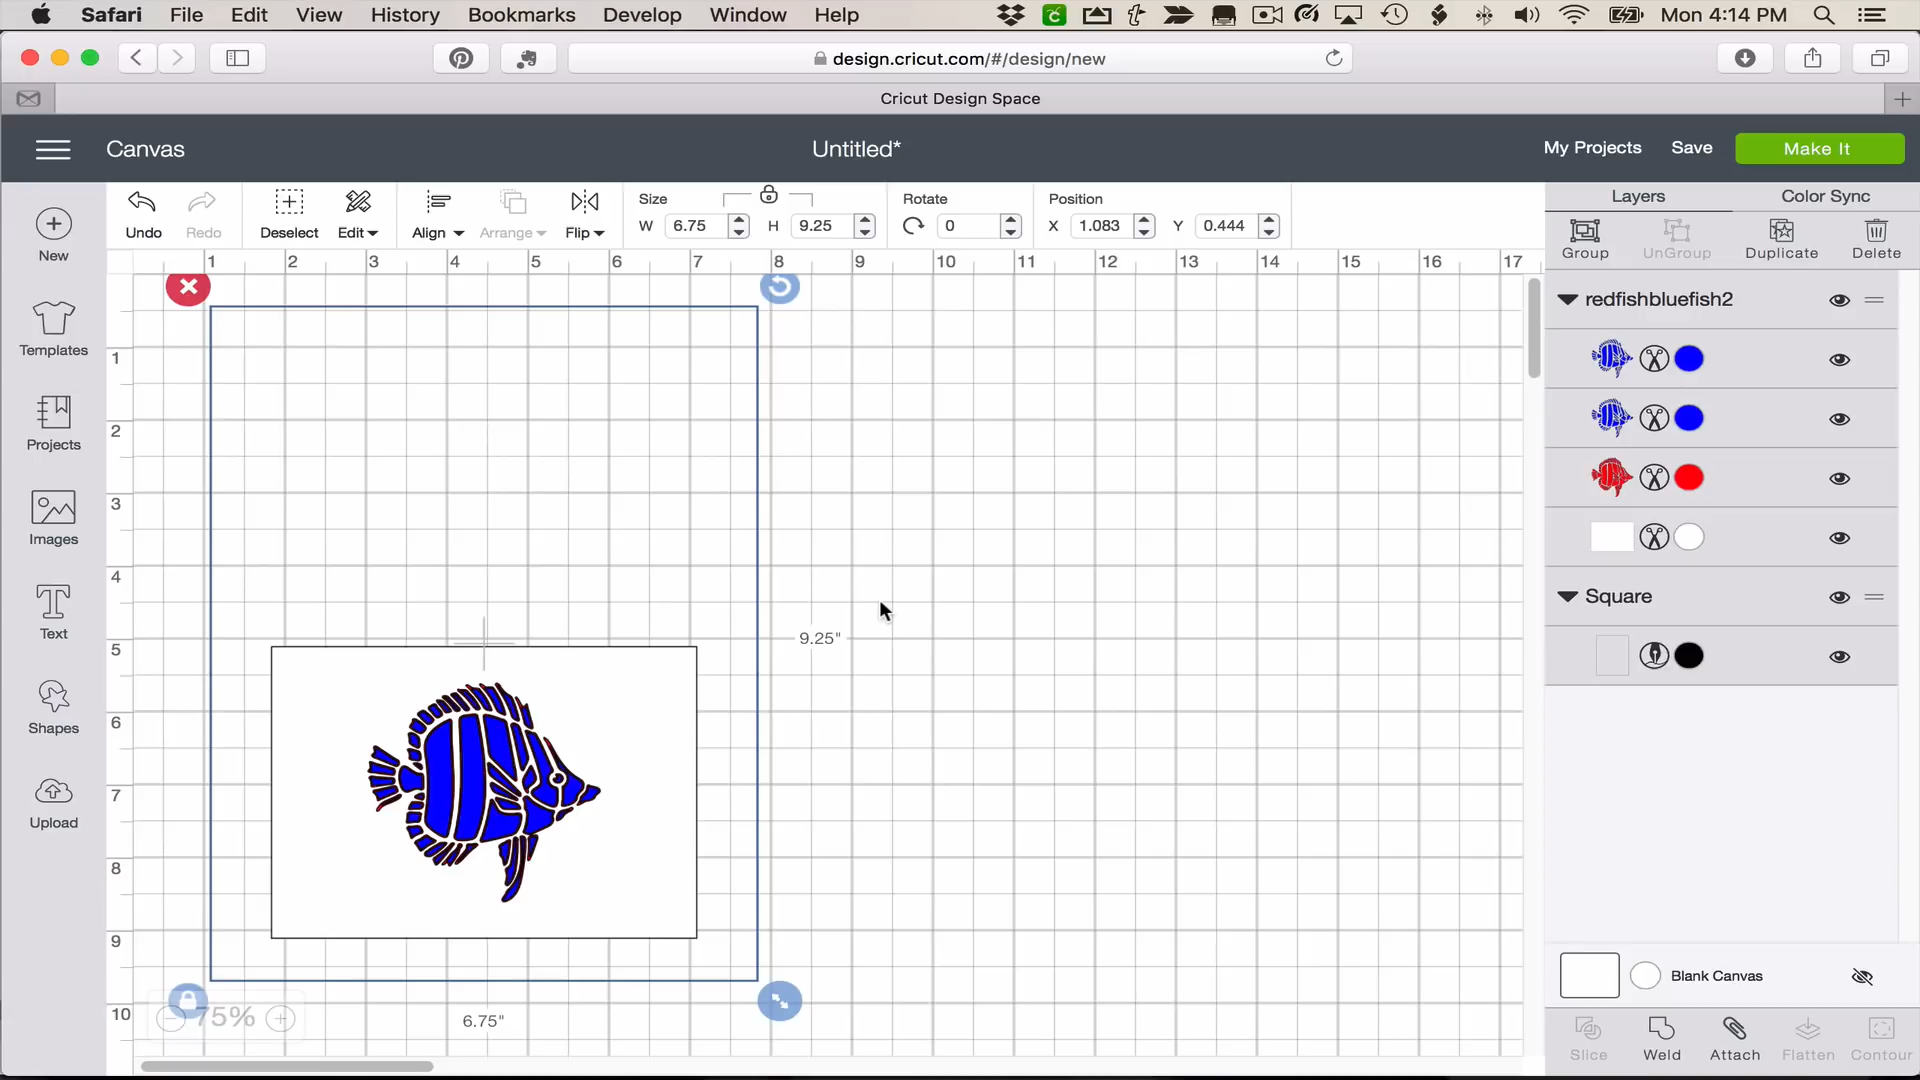 Safari File Edit View History Bookmarks Develop Window Help Mon 4:14 PM
design.cricut.com/#/design/new
Cricut Design Space
Canvas Untitled* My Projects Save Make It
Undo Redo Deselect Edit Align Arrange Flip
Size W 6.75 H 9.25
Rotate 0
Position X 1.083 Y 0.444
Layers Color Sync
Group UnGroup Duplicate Delete
New
Templates
Projects
Images
Text
Shapes
Upload
1 2 3 4 5 6 7 8 9 10 11 12 13 14 15 16 17
1
2
3
4
5
6
7
8
9
10
9.25"
6.75"
75%
redfishbluefish2
Square
Blank Canvas
Slice Weld Attach Flatten Contour